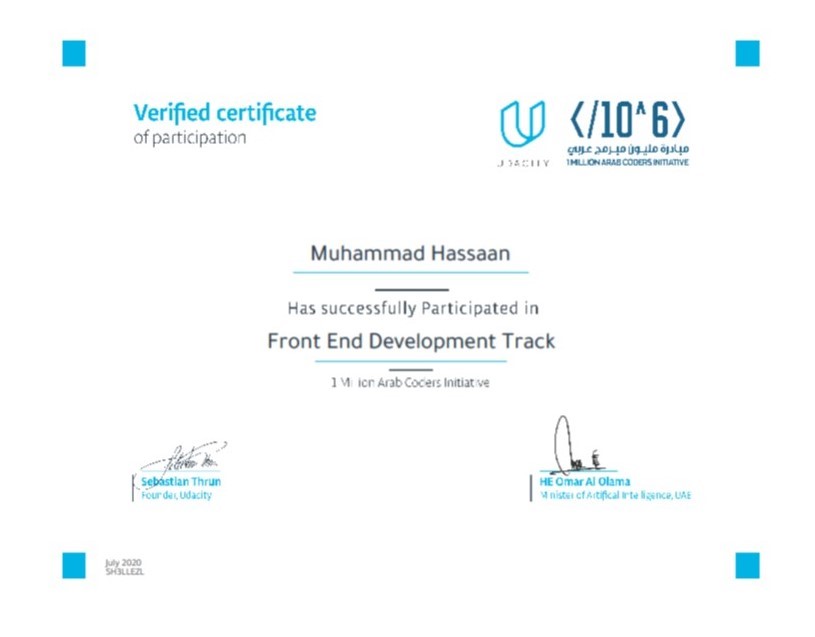 Verified certificate
of participation
UDACITY
</10^6>
مبادرة مليون مبرمج عربي
1 MILLION ARAB CODERS INITIATIVE
Muhammad Hassaan
Has successfully Participated in
Front End Development Track
1 Million Arab Coders Initiative
Sebastian Thrun
Founder, Udacity
HE Omar Al Olama
Minister of Artifical Intelligence, UAE
July 2020
SH3LLEZL